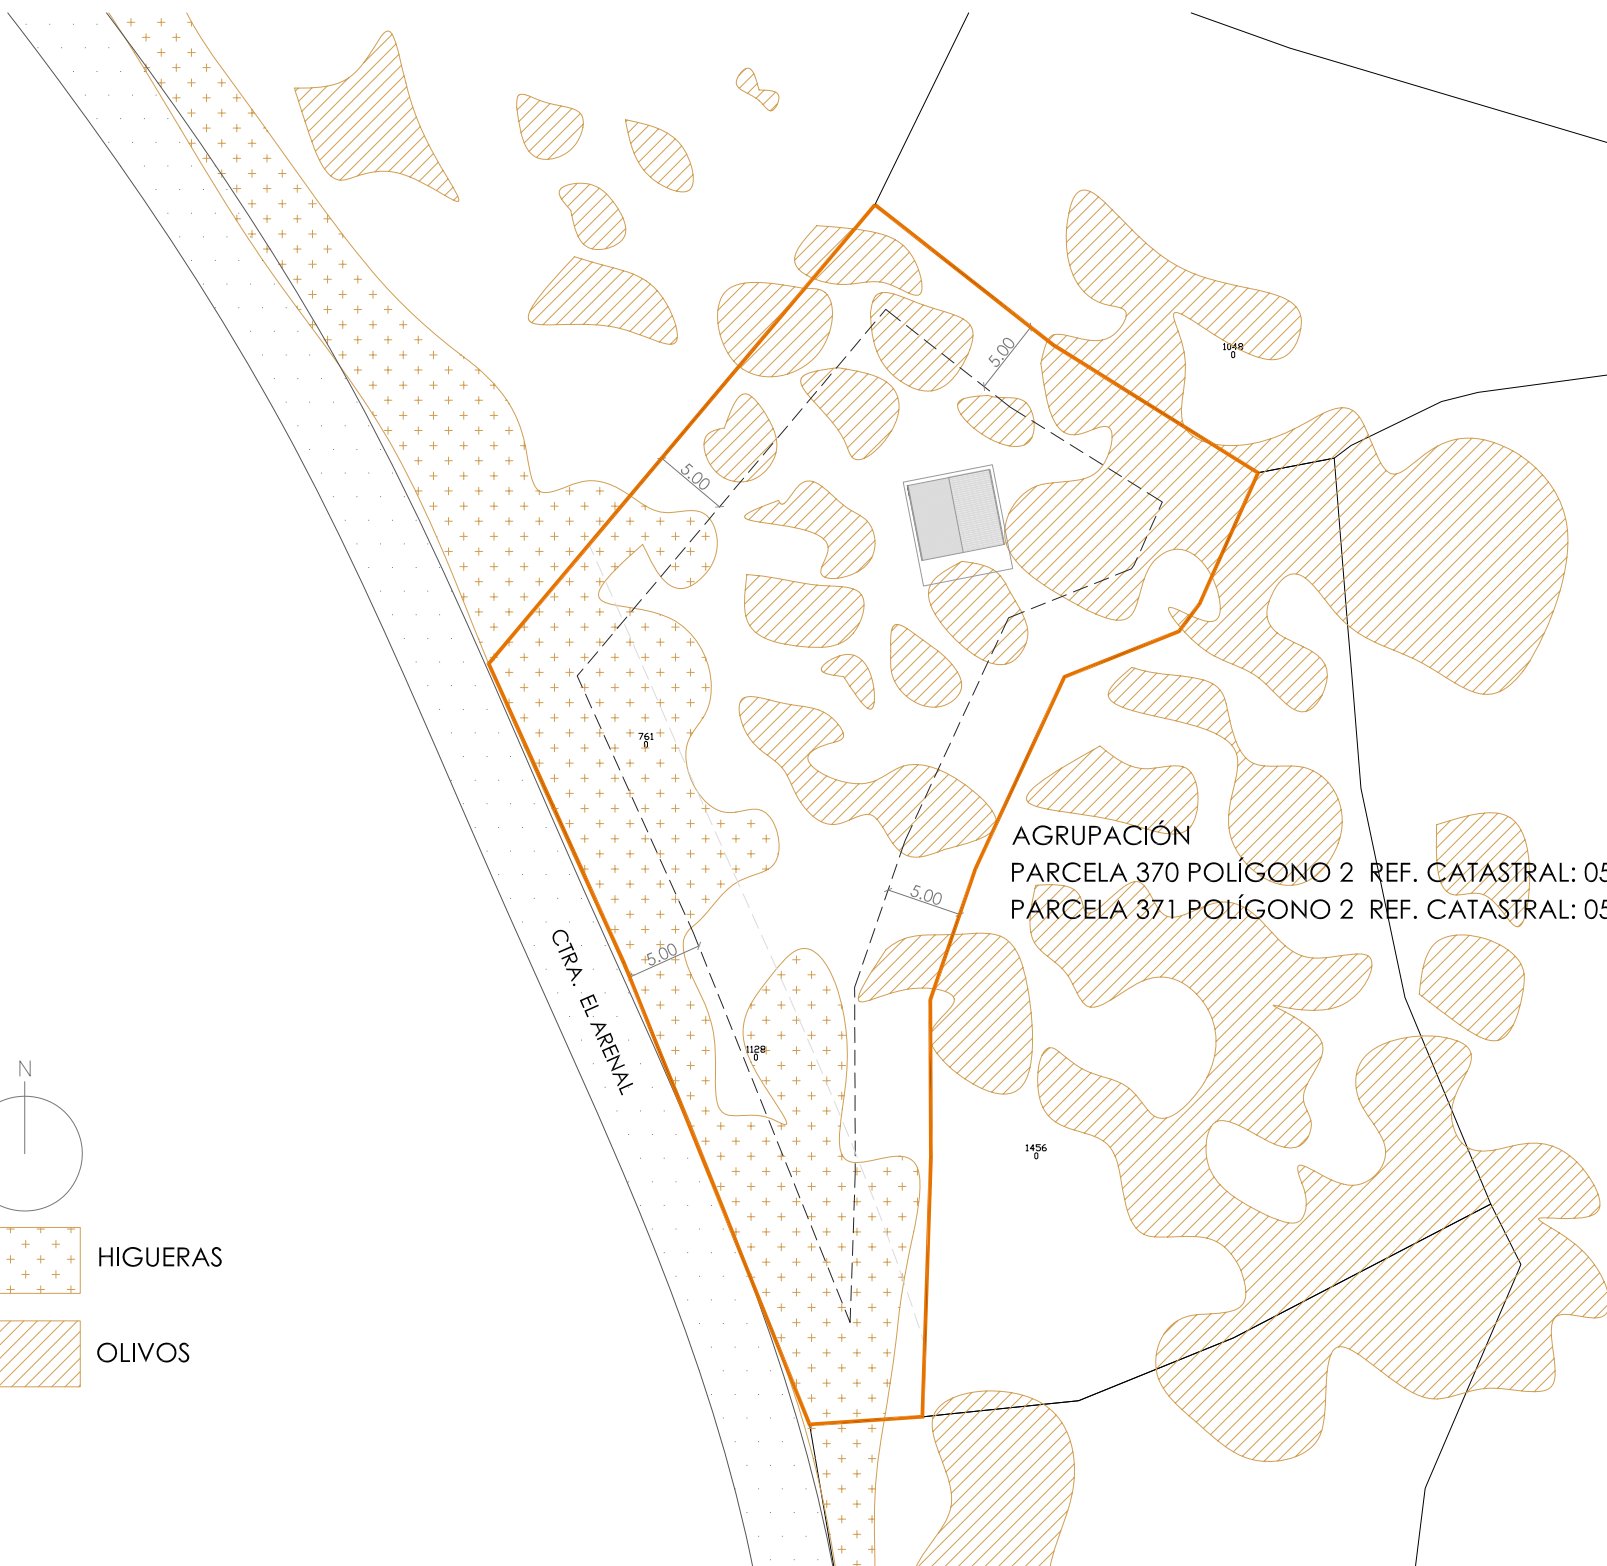 5.00
1048
0
5.00
761
0
AGRUPACIÓN
PARCELA 370 POLÍGONO 2 REF. CATASTRAL: 05
PARCELA 371 POLÍGONO 2 REF. CATASTRAL: 05
5.00
5.00
CTRA. EL ARENAL
1128
0
N
1456
0
HIGUERAS
OLIVOS